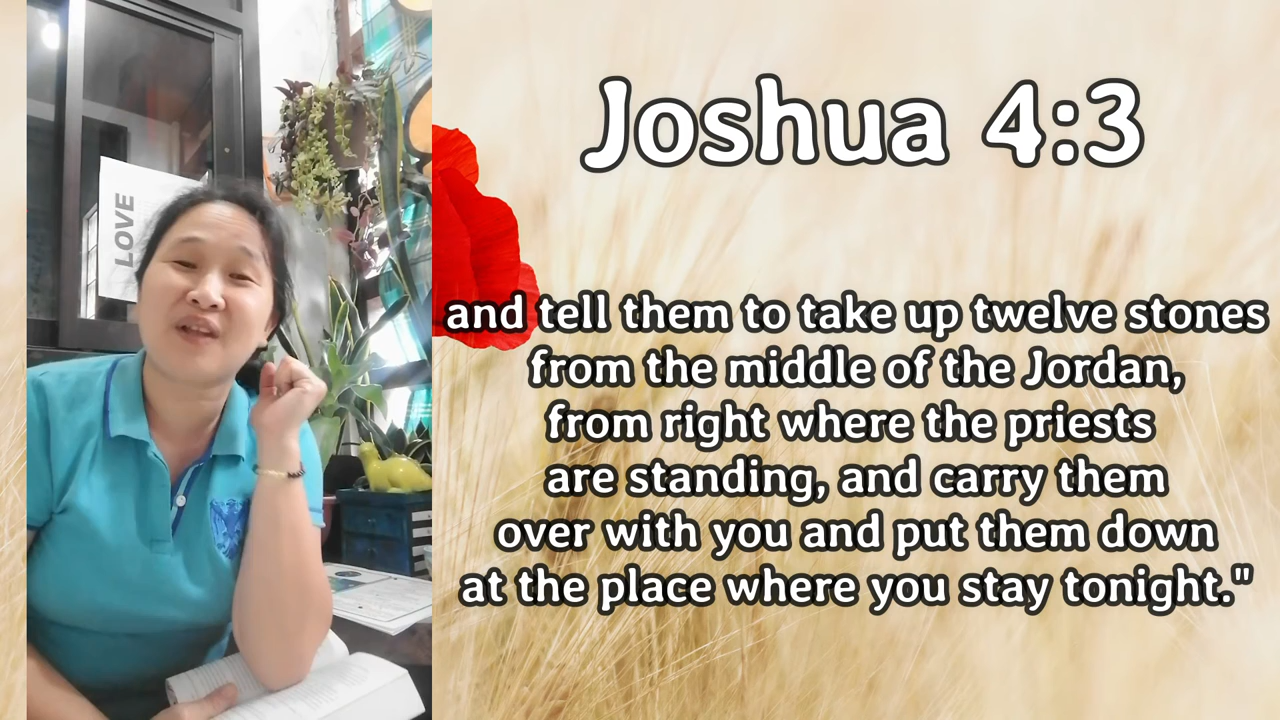 LOVE
Joshua 4:3
and tell them to take up twelve stones
from the middle of the Jordan,
from right where the priests
are standing, and carry them
over with you and put them down
at the place where you stay tonight."